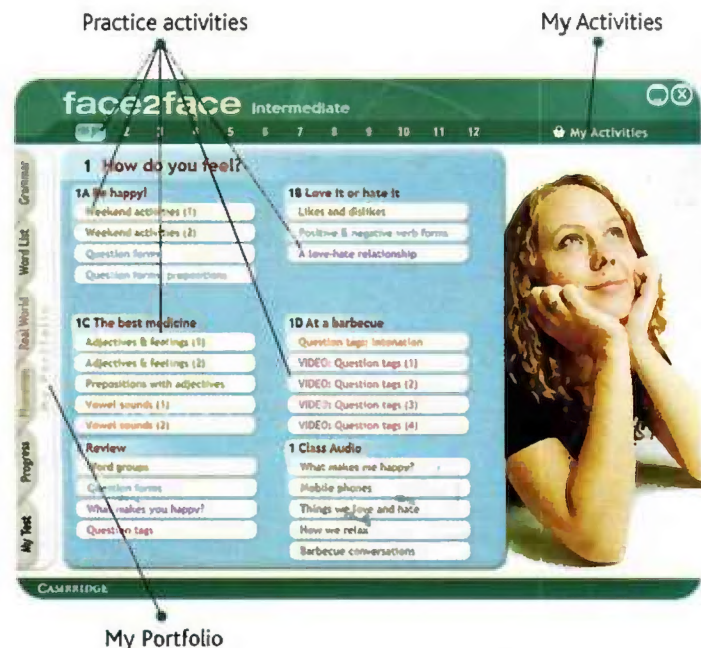 Practice activities
My Activities
face2face Intermediate
2 3 4 5 6 7 8 9 10 11 12
My Activities
Grammar
Word List
Real World
Phonemes
Progress
My Test
My Portfolio
1 How do you feel?
1A Be happy!
Weekend activities (1)
Weekend activities (2)
Question forms
Question forms: prepositions
1B Love it or hate it
Likes and dislikes
Positive & negative verb forms
A love-hate relationship
1C The best medicine
Adjectives & feelings (1)
Adjectives & feelings (2)
Prepositions with adjectives
Vowel sounds (1)
Vowel sounds (2)
1D At a barbecue
Question tags: intonation
VIDEO: Question tags (1)
VIDEO: Question tags (2)
VIDEO: Question tags (3)
VIDEO: Question tags (4)
Review
Word groups
Question forms
What makes you happy?
Question tags
1 Class Audio
What makes me happy?
Mobile phones
Things we love and hate
How we relax
Barbecue conversations
CAMBRIDGE
My Portfolio